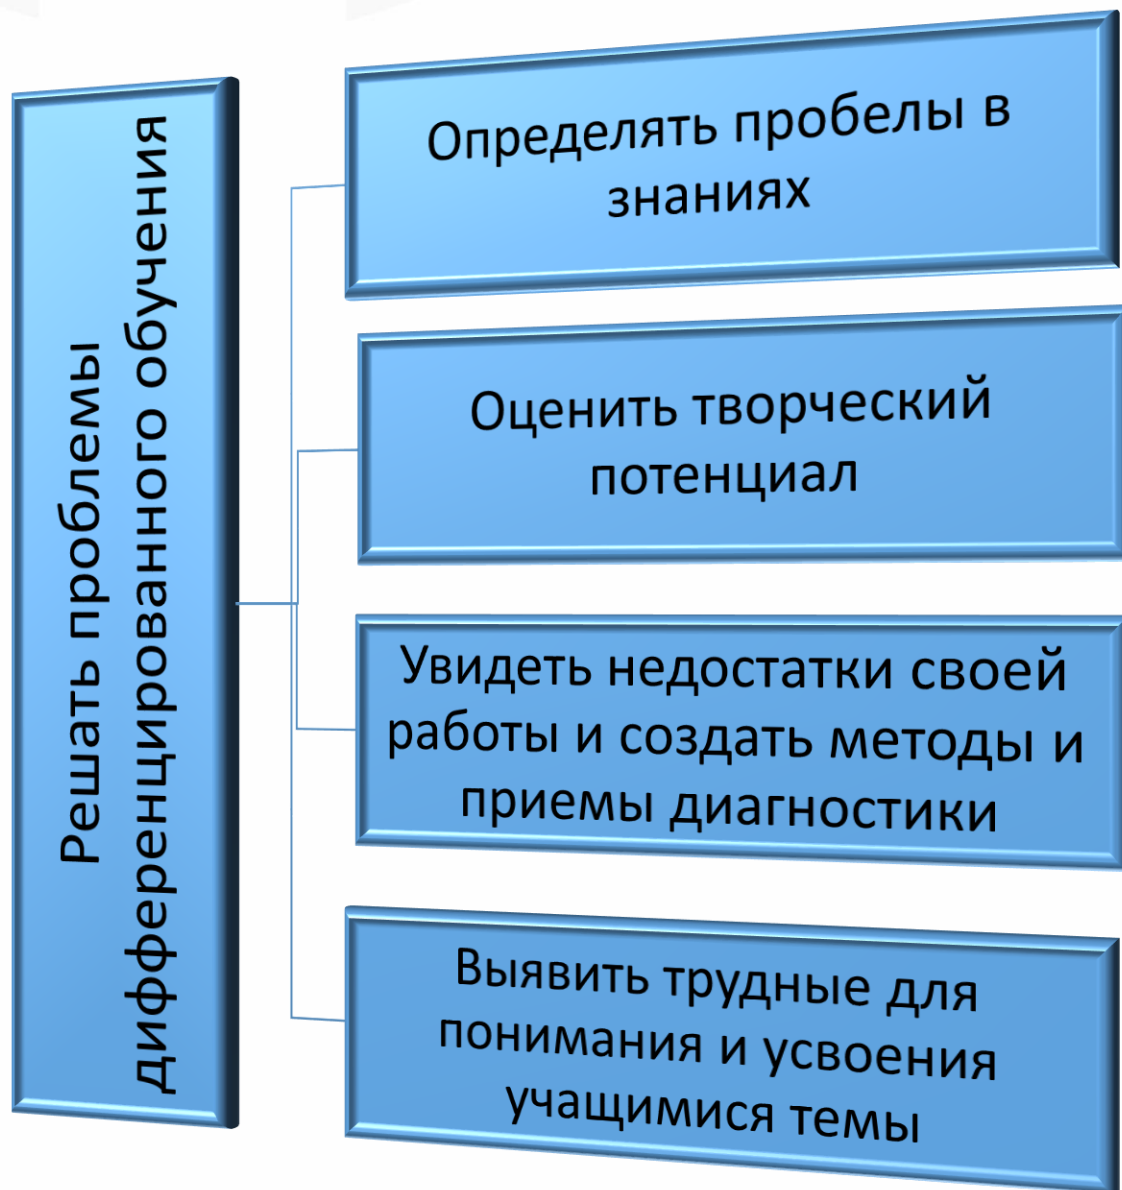 Решать проблемы
дифференцированного обучения
Определять пробелы в
знаниях
Оценить творческий
потенциал
Увидеть недостатки своей
работы и создать методы и
приемы диагностики
Выявить трудные для
понимания и усвоения
учащимися темы